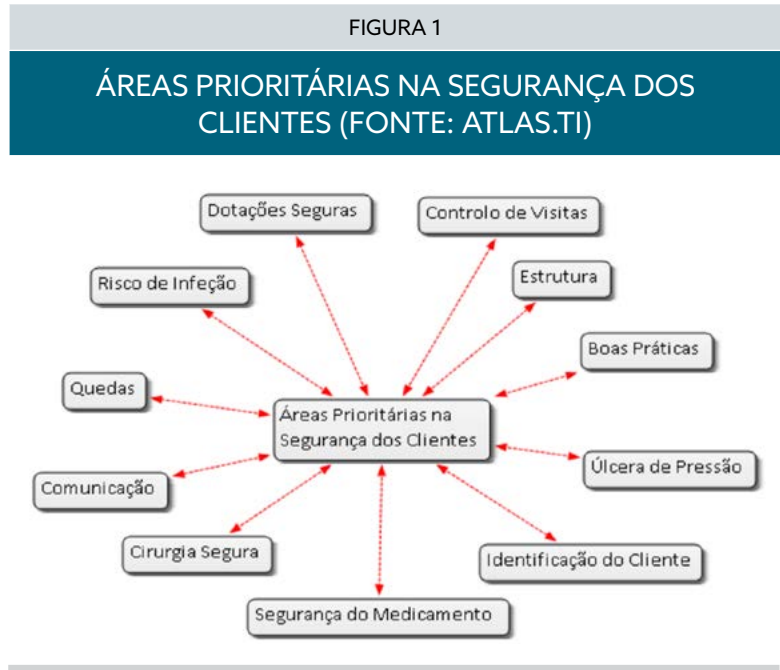 FIGURA 1
ÁREAS PRIORITÁRIAS NA SEGURANÇA DOS
CLIENTES (FONTE: ATLAS.TI)
Dotações Seguras
Controlo de Visitas
Risco de Infeção
Estrutura
Boas Práticas
Quedas
Áreas Prioritárias na
Segurança dos Clientes
Úlcera de Pressão
Comunicação
Cirurgia Segura
Identificação do Cliente
Segurança do Medicamento